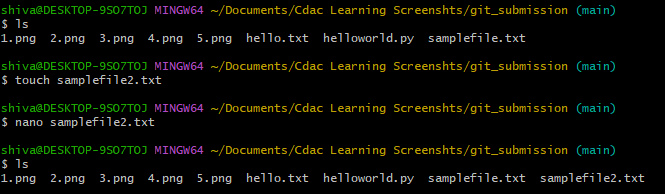 shiva@DESKTOP-9SO7TOJ MINGW64 ~/Documents/Cdac Learning Screenshts/git_submission (main)
$ ls
1.png  2.png  3.png  4.png  5.png  hello.txt  helloworld.py  samplefile.txt
shiva@DESKTOP-9SO7TOJ MINGW64 ~/Documents/Cdac Learning Screenshts/git_submission (main)
$ touch samplefile2.txt
shiva@DESKTOP-9SO7TOJ MINGW64 ~/Documents/Cdac Learning Screenshts/git_submission (main)
$ nano samplefile2.txt
shiva@DESKTOP-9SO7TOJ MINGW64 ~/Documents/Cdac Learning Screenshts/git_submission (main)
$ ls
1.png  2.png  3.png  4.png  5.png  hello.txt  helloworld.py  samplefile.txt  samplefile2.txt